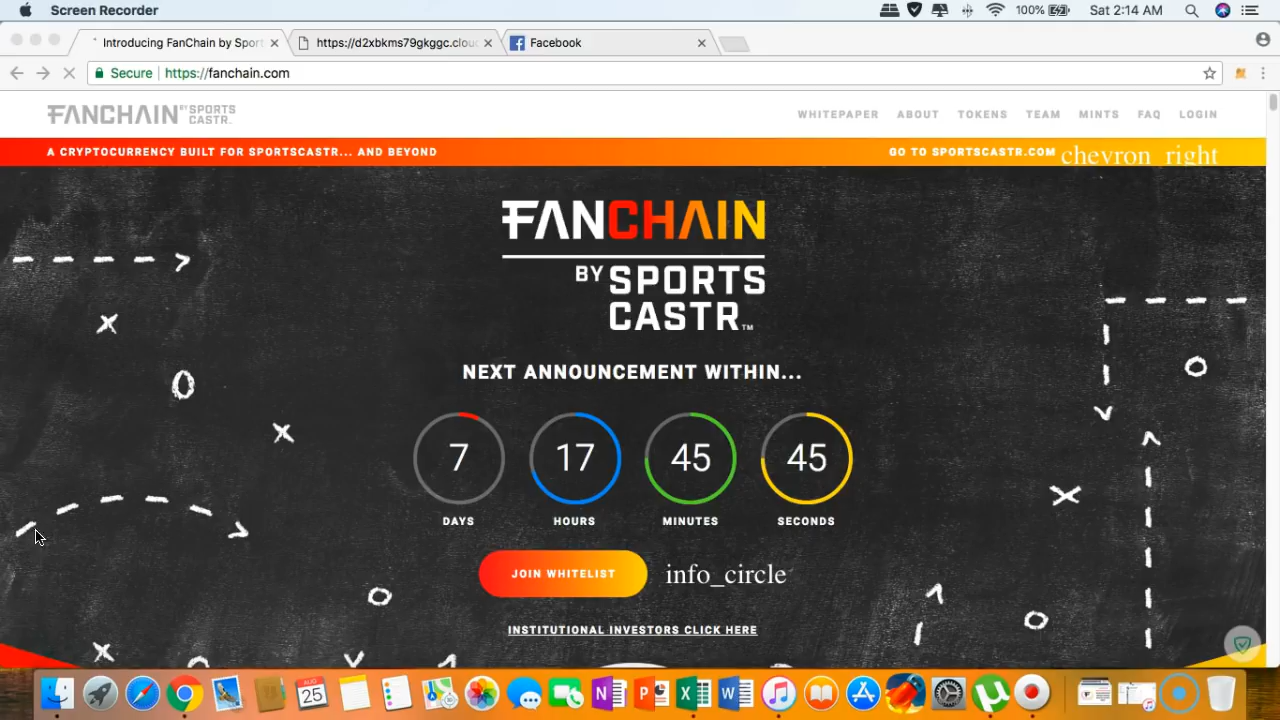 Screen Recorder
100%
Sat 2:14 AM
Introducing FanChain by Sport
https://d2xbkms79gkggc.clou
Facebook
Secure
https://fanchain.com
FANCHAIN BY SPORTS CASTR
WHITEPAPER ABOUT TOKENS TEAM MINTS FAQ LOGIN
A CRYPTOCURRENCY BUILT FOR SPORTSCASTR... AND BEYOND
GO TO SPORTSCASTR.COM chevron_right
FANCHAIN
BY SPORTS
CASTR™
NEXT ANNOUNCEMENT WITHIN...
7 17 45 45
DAYS HOURS MINUTES SECONDS
JOIN WHITELIST info_circle
INSTITUTIONAL INVESTORS CLICK HERE
AUG
25
N P X W